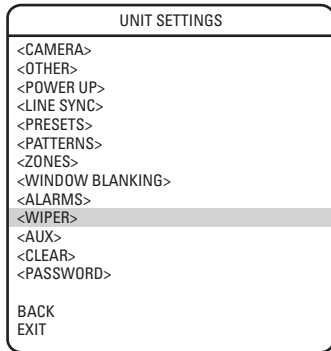 UNIT SETTINGS
<CAMERA>
<OTHER>
<POWER UP>
<LINE SYNC>
<PRESETS>
<PATTERNS>
<ZONES>
<WINDOW BLANKING>
<ALARMS>
<WIPER>
<AUX>
<CLEAR>
<PASSWORD>
BACK
EXIT